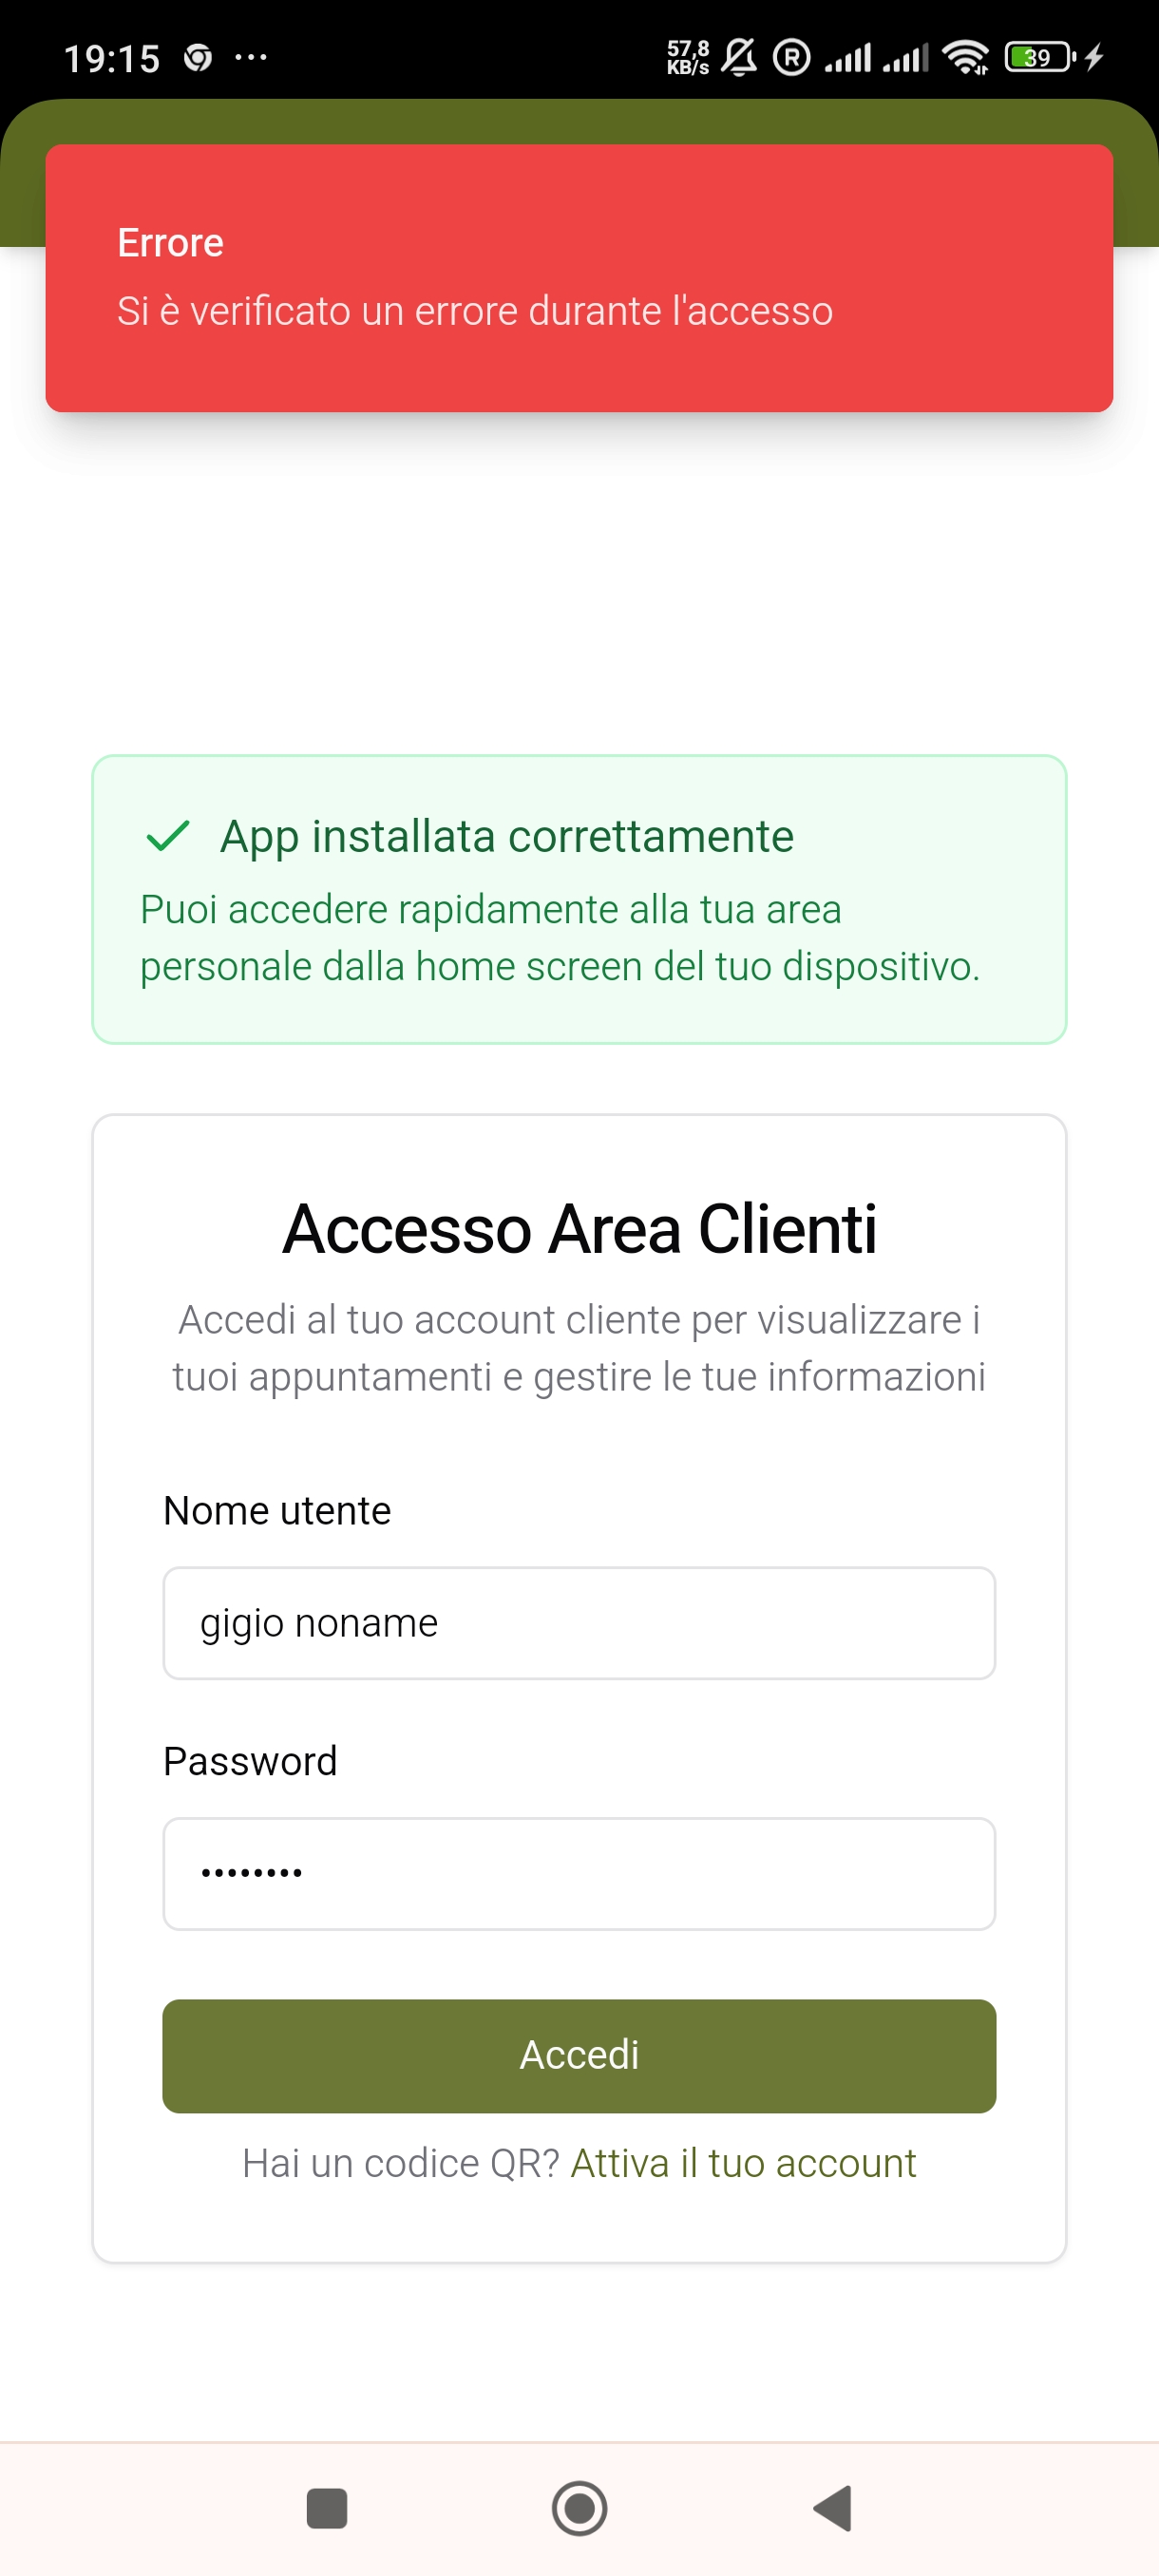 19:15
57,8
KB/s
R
39
Errore
Si è verificato un errore durante l'accesso
App installata correttamente
Puoi accedere rapidamente alla tua area
personale dalla home screen del tuo dispositivo.
Accesso Area Clienti
Accedi al tuo account cliente per visualizzare i
tuoi appuntamenti e gestire le tue informazioni
Nome utente
gigio noname
Password
••••••••
Accedi
Hai un codice QR? Attiva il tuo account